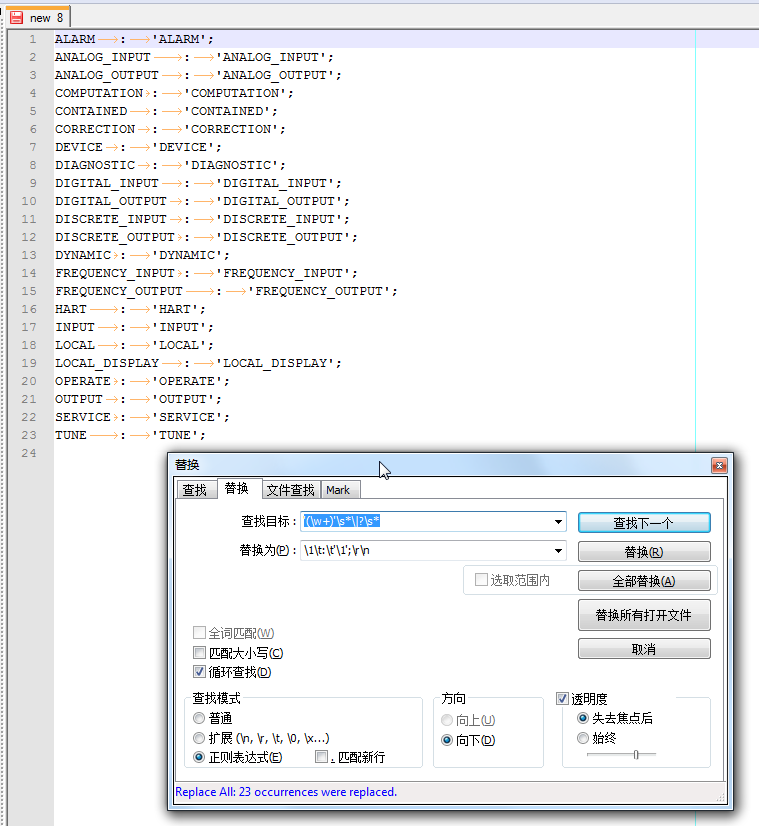 new 8
1 ALARM : 'ALARM';
2 ANALOG_INPUT : 'ANALOG_INPUT';
3 ANALOG_OUTPUT : 'ANALOG_OUTPUT';
4 COMPUTATION : 'COMPUTATION';
5 CONTAINED : 'CONTAINED';
6 CORRECTION : 'CORRECTION';
7 DEVICE : 'DEVICE';
8 DIAGNOSTIC : 'DIAGNOSTIC';
9 DIGITAL_INPUT : 'DIGITAL_INPUT';
10 DIGITAL_OUTPUT : 'DIGITAL_OUTPUT';
11 DISCRETE_INPUT : 'DISCRETE_INPUT';
12 DISCRETE_OUTPUT : 'DISCRETE_OUTPUT';
13 DYNAMIC : 'DYNAMIC';
14 FREQUENCY_INPUT : 'FREQUENCY_INPUT';
15 FREQUENCY_OUTPUT : 'FREQUENCY_OUTPUT';
16 HART : 'HART';
17 INPUT : 'INPUT';
18 LOCAL : 'LOCAL';
19 LOCAL_DISPLAY : 'LOCAL_DISPLAY';
20 OPERATE : 'OPERATE';
21 OUTPUT : 'OUTPUT';
22 SERVICE : 'SERVICE';
23 TUNE : 'TUNE';
24
替换
查找 替换 文件查找 Mark
查找目标： '(\w+)'\s*\|?\s* 查找下一个
替换为(P)： \1\t:\t'\1';\r\n 替换(R)
选取范围内 全部替换(A)
替换所有打开文件
全词匹配(W) 取消
匹配大小写(C)
循环查找(D)
查找模式 方向 透明度
普通 向上(U) 失去焦点后
扩展 (\n, \r, \t, \0, \x...) 向下(D) 始终
正则表达式(E) . 匹配新行
Replace All: 23 occurrences were replaced.